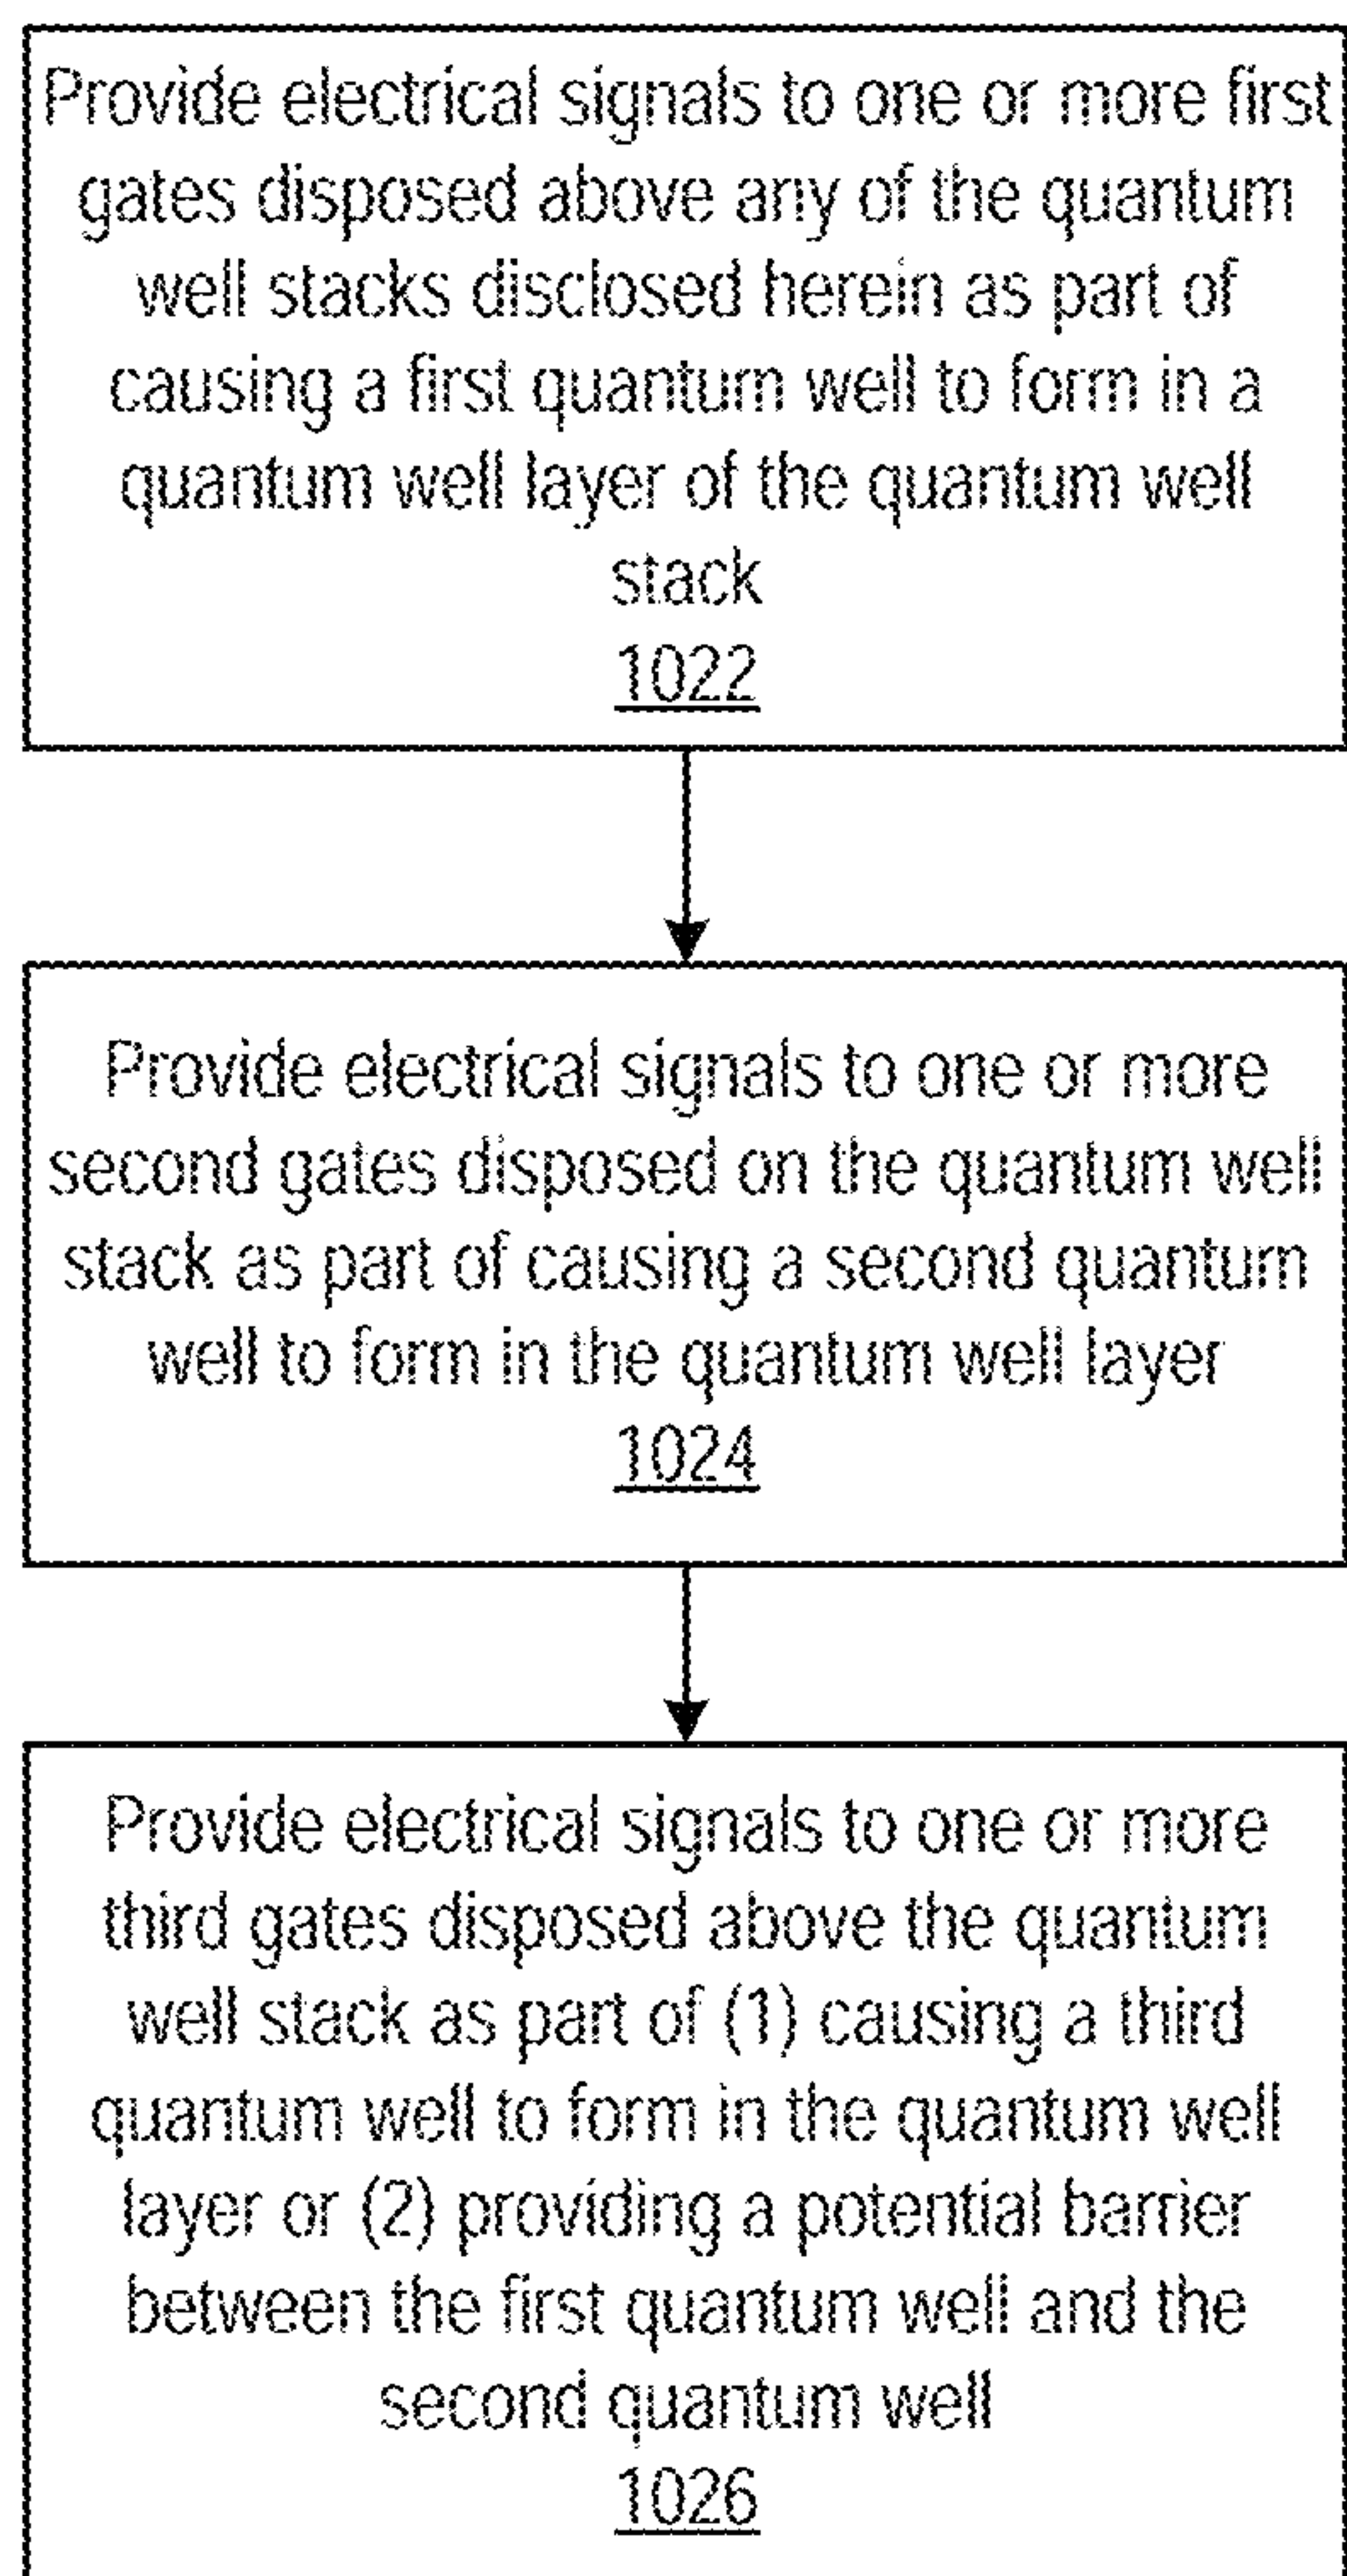 Provide electrical signals to one or more first
gates disposed above any of the quantum
well stacks disclosed herein as part of
causing a first quantum well to form in a
quantum well layer of the quantum well
stack
1022
Provide electrical signals to one or more
second gates disposed on the quantum well
stack as part of causing a second quantum
well to form in the quantum well layer
1024
Provide electrical signals to one or more
third gates disposed above the quantum
well stack as part of (1) causing a third
quantum well to form in the quantum well
layer or (2) providing a potential barrier
between the first quantum well and the
second quantum well
1026